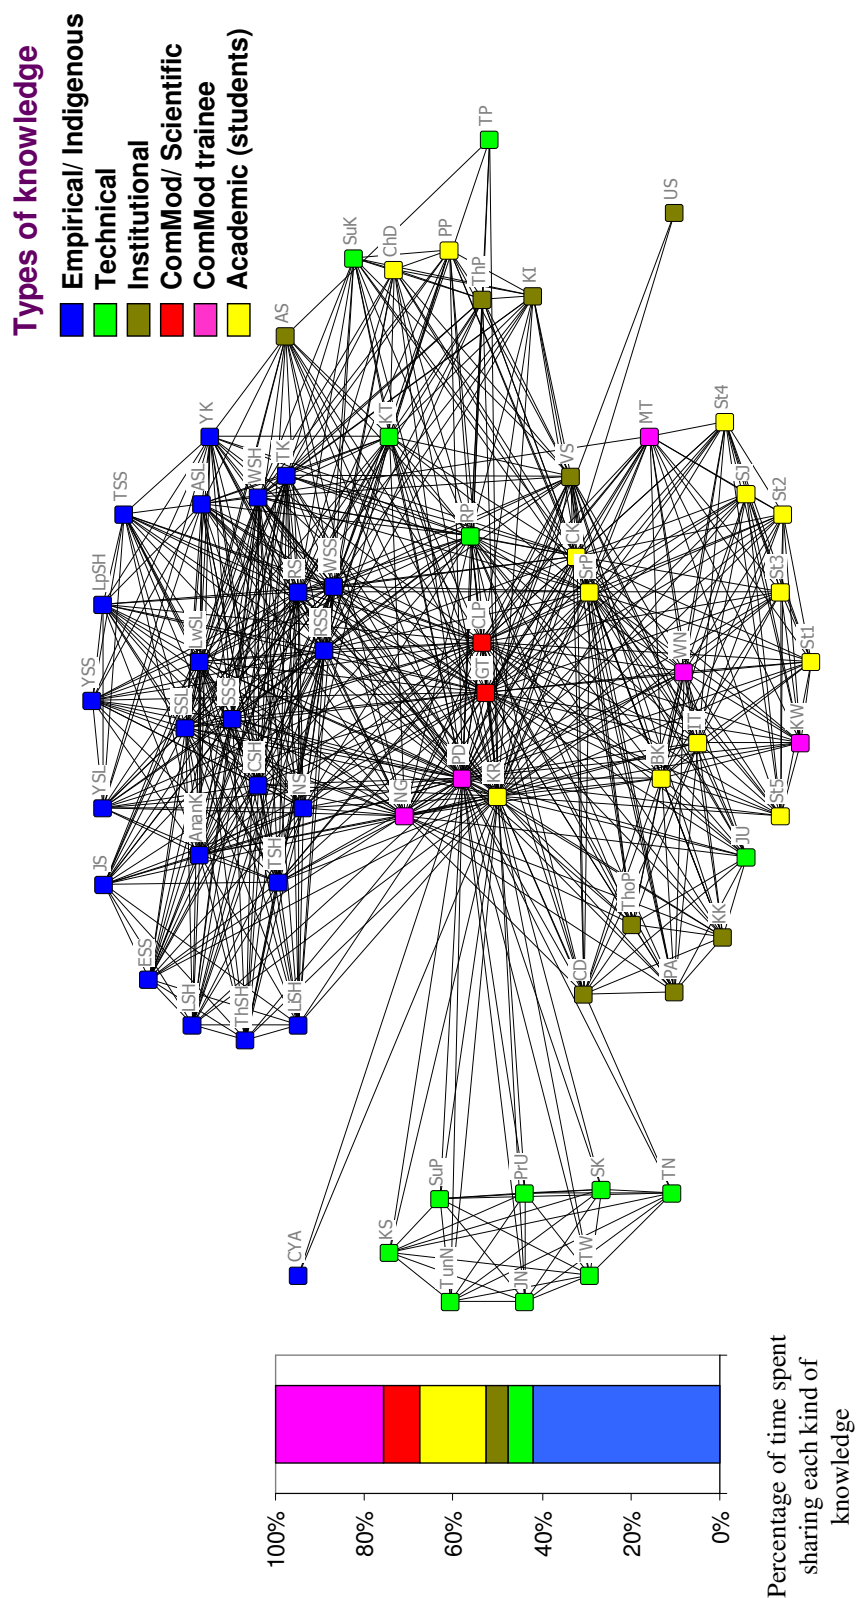 Types of knowledge
Empirical/ Indigenous
Technical
Institutional
ComMod/ Scientific
ComMod trainee
Academic (students)
TP
US
SuK
ChD
PP
ThP
KI
AS
YK
KT
VS
MT
St4
TSS
ASL
WSH
TK
RP
CK
SrP
SJ
St2
LpSH
RS
WSS
St3
YSS
LwSL
KSS
CLP
GT
WN
St1
SSL
TT
KW
YSL
CSH
NS
NG
KR
BK
St5
JS
AnanK
TSH
JU
ESS
ThoP
KK
LSH
ThSH
CD
PA
CYA
KS
SuP
PrU
SK
TN
TunN
JN
TW
100%
80%
60%
40%
20%
0%
Percentage of time spent
sharing each kind of
knowledge